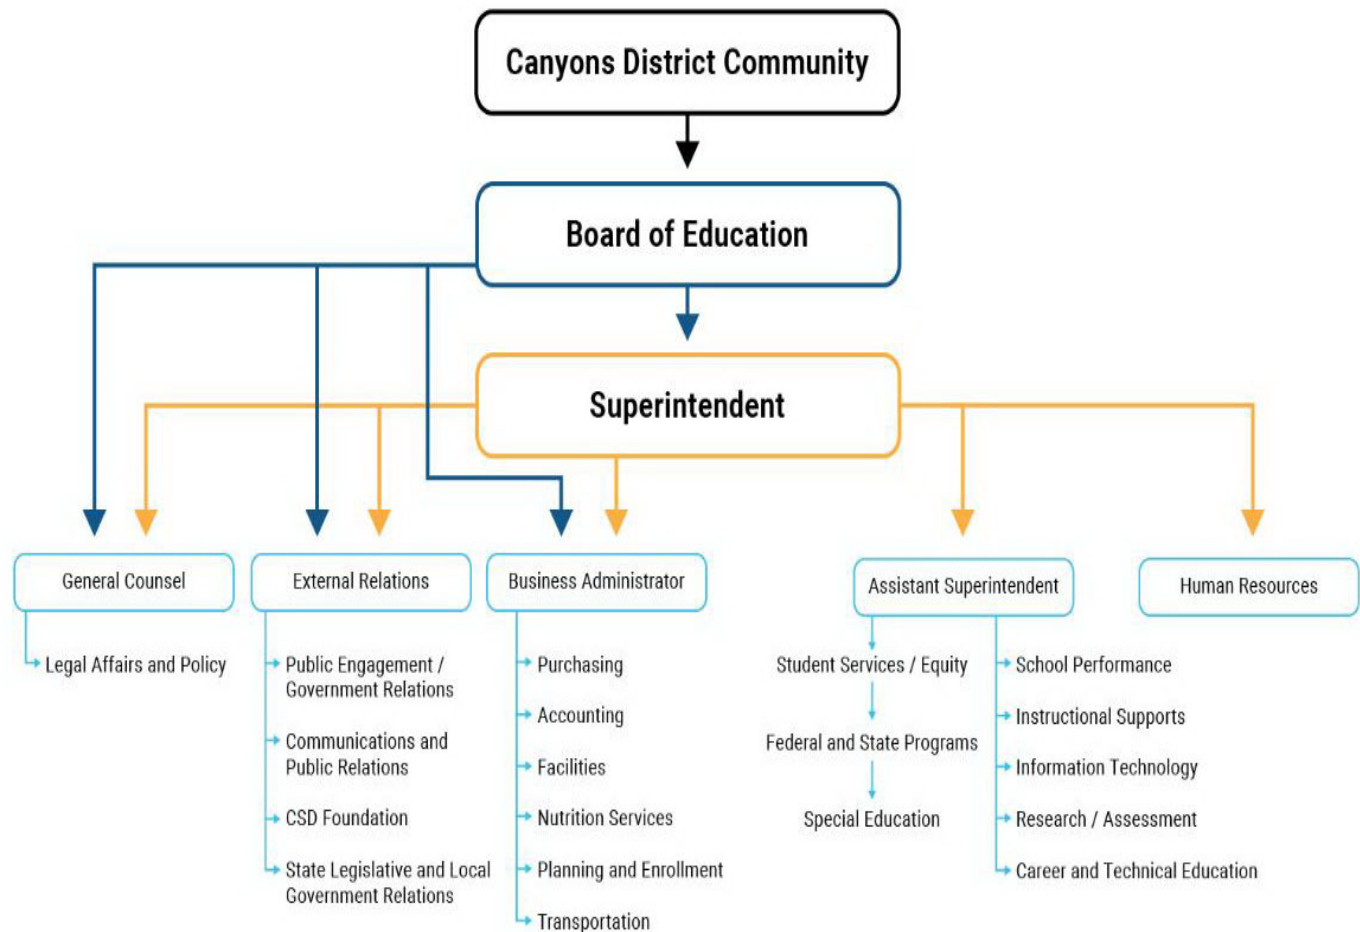 Canyons District Community
Board of Education
Superintendent
General Counsel
Legal Affairs and Policy
External Relations
Public Engagement /
Government Relations
Communications and
Public Relations
CSD Foundation
State Legislative and Local
Government Relations
Business Administrator
Purchasing
Accounting
Facilities
Nutrition Services
Planning and Enrollment
Transportation
Assistant Superintendent
Student Services / Equity
Federal and State Programs
Special Education
School Performance
Instructional Supports
Information Technology
Research / Assessment
Career and Technical Education
Human Resources